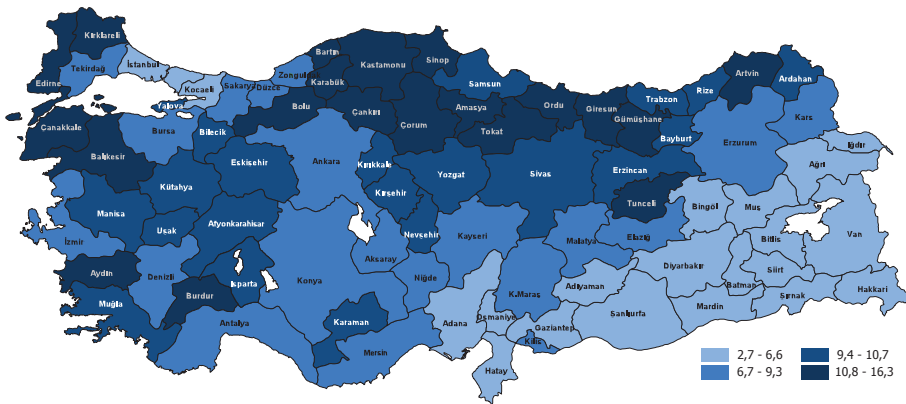 Kırklareli
Edirne
Tekirdağ
İstanbul
Kocaeli
Yalova
Sakarya
Düzce
Zonguldak
Bartın
Karabük
Kastamonu
Sinop
Samsun
Ordu
Giresun
Trabzon
Rize
Artvin
Ardahan
Çanakkale
Balıkesir
Bursa
Bilecik
Bolu
Çankırı
Çorum
Amasya
Tokat
Gümüşhane
Bayburt
Erzurum
Kars
Iğdır
Ağrı
Manisa
Kütahya
Eskişehir
Ankara
Kırıkkale
Kırşehir
Yozgat
Sivas
Erzincan
Tunceli
Bingöl
Muş
Van
İzmir
Uşak
Afyonkarahisar
Nevşehir
Kayseri
Malatya
Elazığ
Bitlis
Aydın
Denizli
Burdur
Isparta
Konya
Aksaray
Niğde
K.Maraş
Adıyaman
Diyarbakır
Batman
Siirt
Şırnak
Hakkari
Muğla
Antalya
Karaman
Mersin
Adana
Osmaniye
Gaziantep
Kilis
Şanlıurfa
Mardin
Hatay
2,7 - 6,6
9,4 - 10,7
6,7 - 9,3
10,8 - 16,3